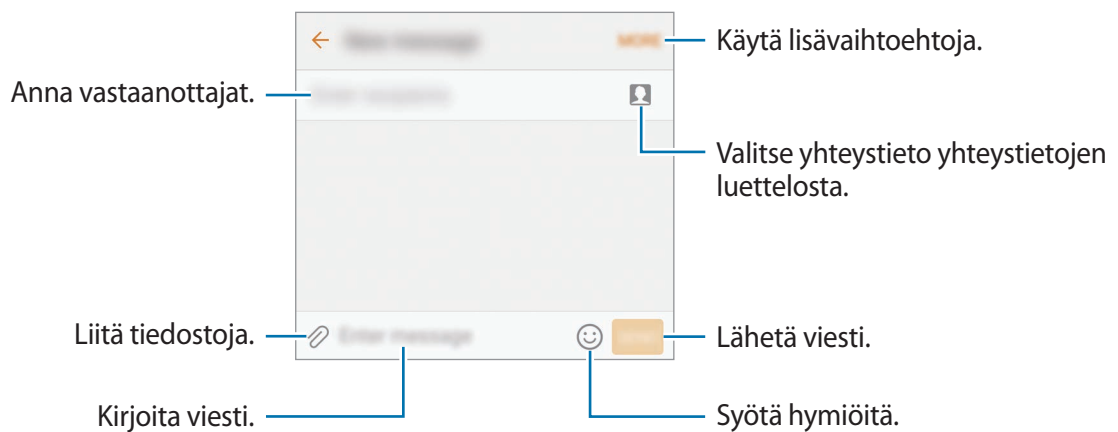 Käytä lisävaihtoehtoja.
Anna vastaanottajat.
Valitse yhteystieto yhteystietojen
luettelosta.
Liitä tiedostoja.
Lähetä viesti.
Kirjoita viesti.
Syötä hymiöitä.